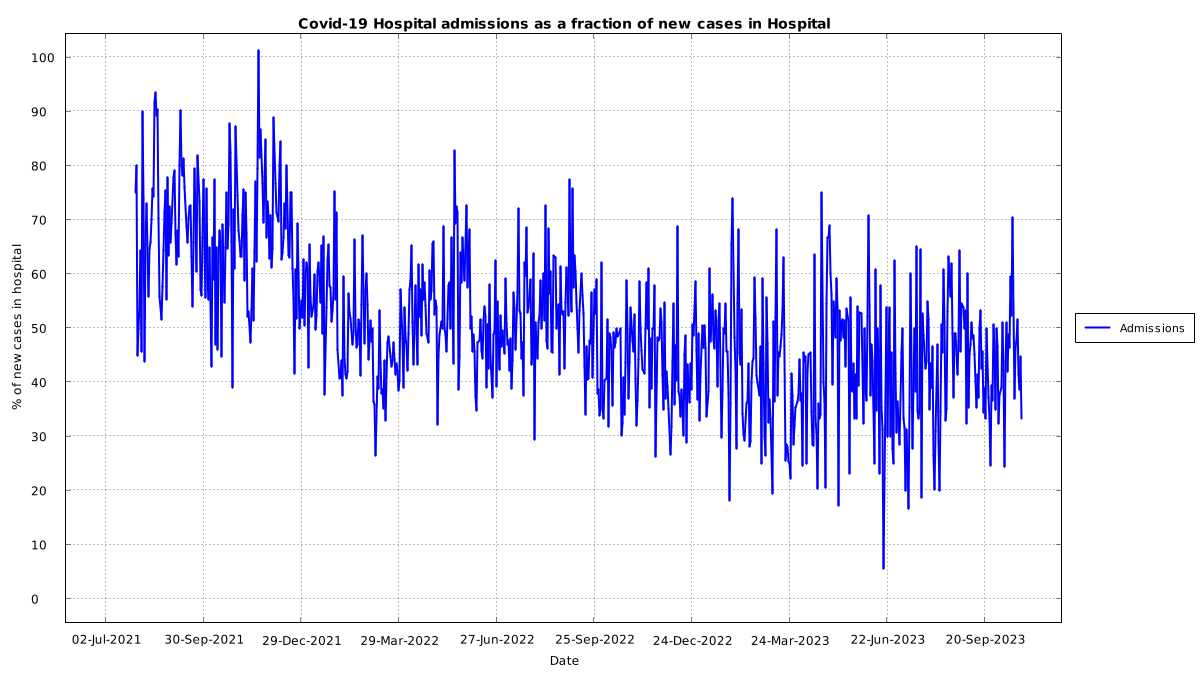 Covid-19 Hospital admissions as a fraction of new cases in Hospital
% of new cases in hospital
100
90
80
70
60
50
40
30
20
10
0
02-Jul-2021 30-Sep-2021 29-Dec-2021 29-Mar-2022 27-Jun-2022 25-Sep-2022 24-Dec-2022 24-Mar-2023 22-Jun-2023 20-Sep-2023
Date
Admissions